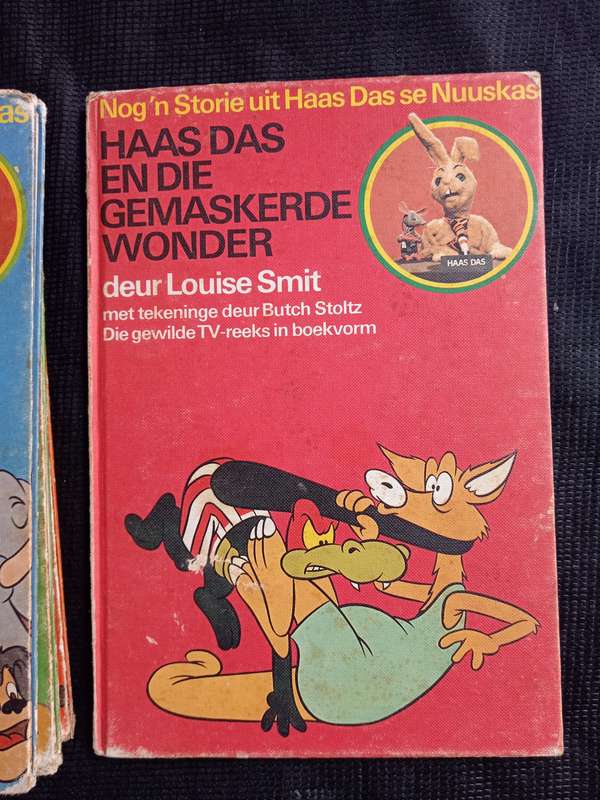 as
Nog 'n Storie uit Haas Das se Nuuskas
HAAS DAS
EN DIE
GEMASKERDE
WONDER
HAAS DAS
deur Louise Smit
met tekeninge deur Butch Stoltz
Die gewilde TV-reeks in boekvorm